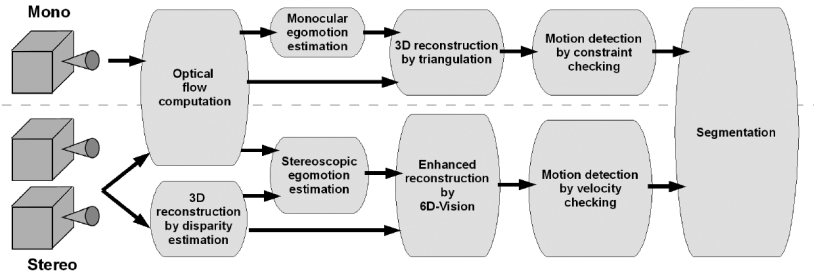 Mono
Optical
flow
computation
Monocular
egomotion
estimation
3D reconstruction
by triangulation
Motion detection
by constraint
checking
Segmentation
Stereoscopic
egomotion
estimation
3D
reconstruction
by disparity
estimation
Enhanced
reconstruction
by
6D-Vision
Motion detection
by velocity
checking
Stereo